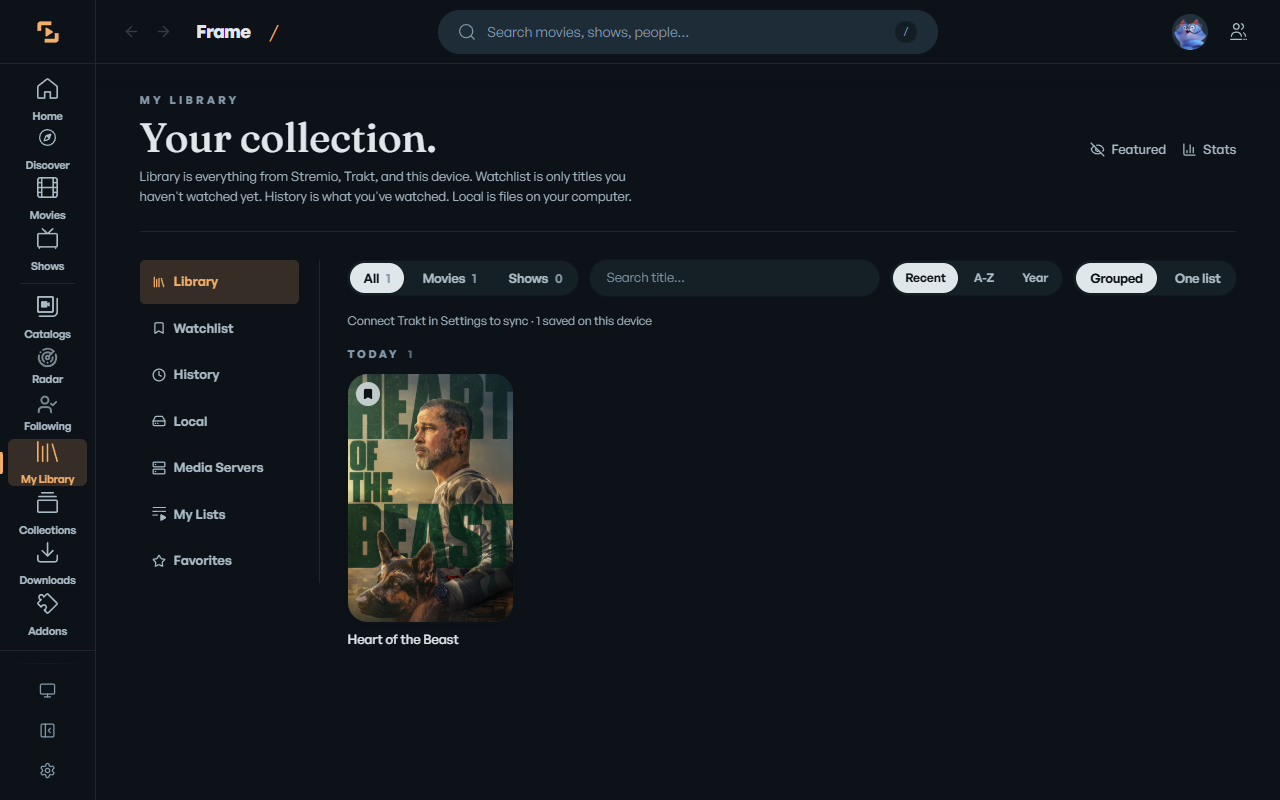 Frame /
Search movies, shows, people...
/
Home
Discover
Movies
Shows
Catalogs
Radar
Following
My Library
Collections
Downloads
Addons
MY LIBRARY
Your collection.
Library is everything from Stremio, Trakt, and this device. Watchlist is only titles you
haven't watched yet. History is what you've watched. Local is files on your computer.
Featured
Stats
Library
Watchlist
History
Local
Media Servers
My Lists
Favorites
All 1
Movies 1
Shows 0
Search title...
Recent
A-Z
Year
Grouped
One list
Connect Trakt in Settings to sync · 1 saved on this device
TODAY 1
HEART
OF
THE
BEAST
Heart of the Beast